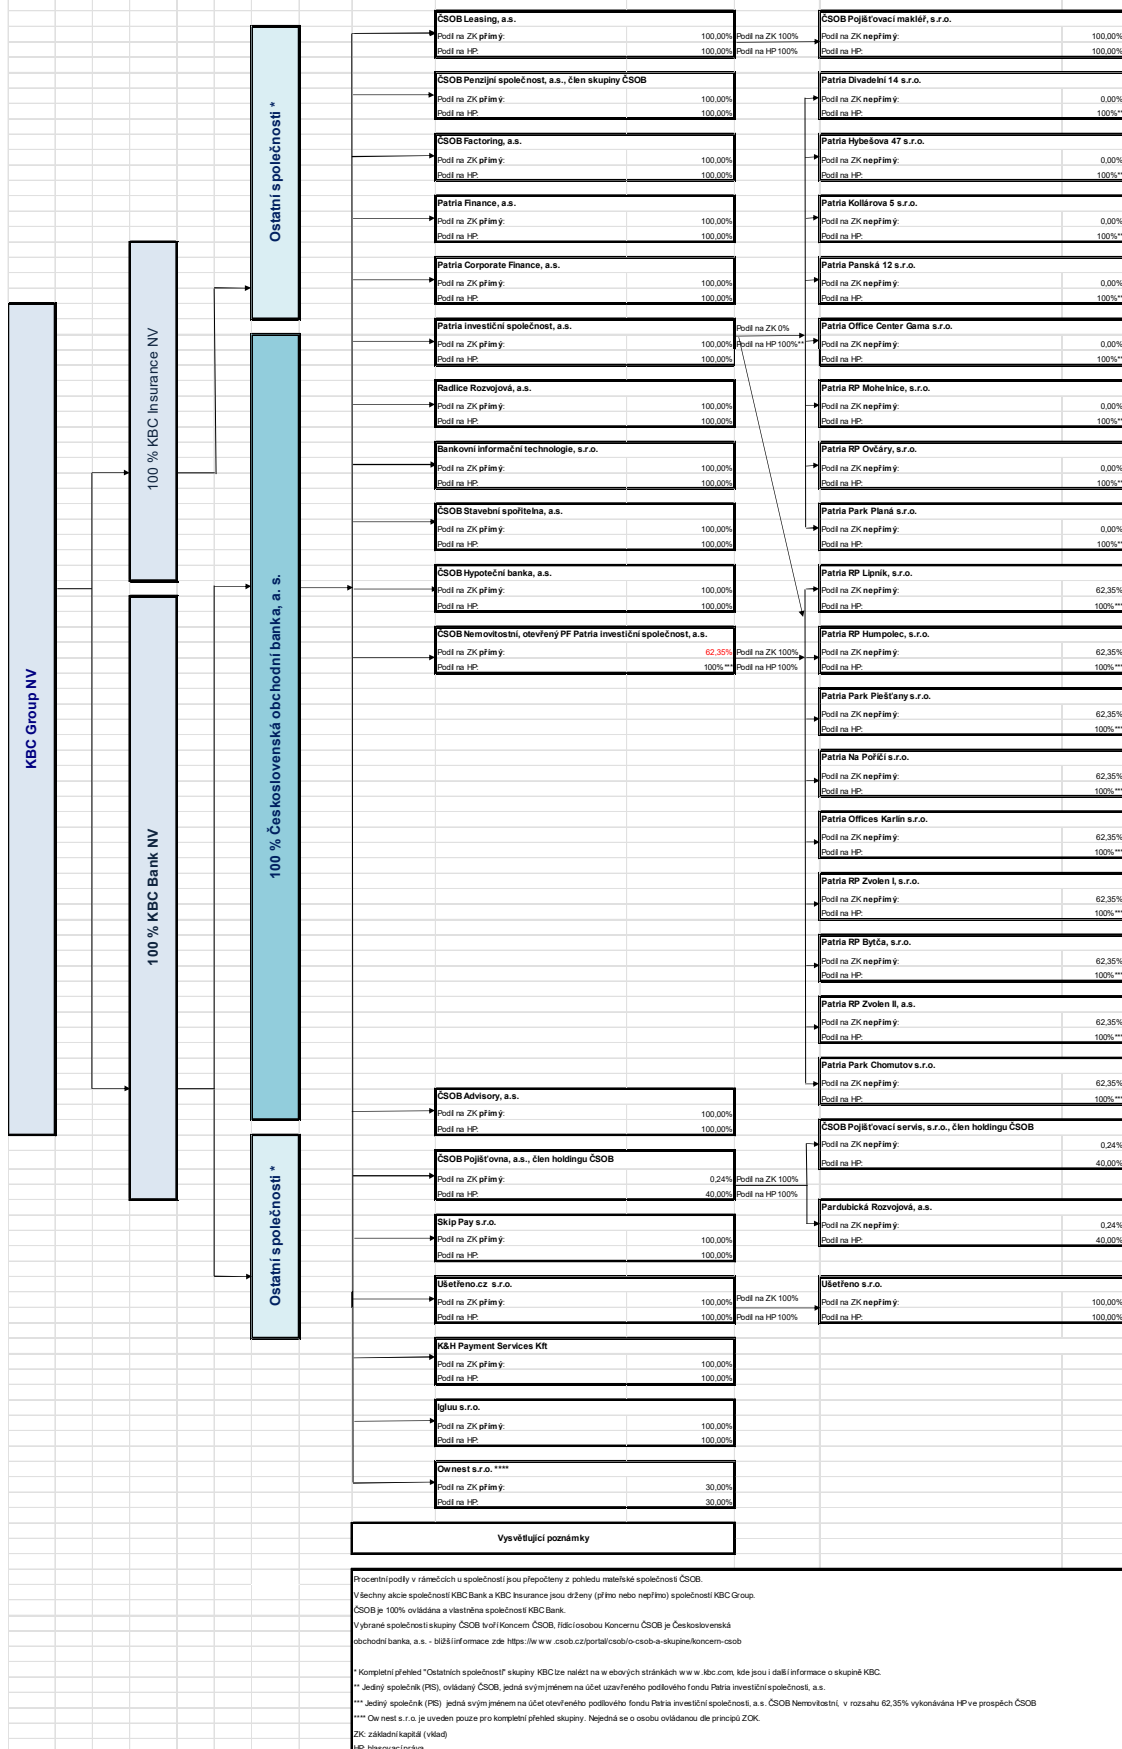 KBC Group NV
100 % KBC Insurance NV
100 % KBC Bank NV
Ostatní společnosti *
100 % Československá obchodní banka, a. s.
Ostatní společnosti *
ČSOB Leasing, a.s.
Podíl na ZK přímý: 100,00% Podíl na ZK 100%
Podíl na HP: 100,00% Podíl na HP 100%
ČSOB Penzijní společnost, a.s., člen skupiny ČSOB
Podíl na ZK přímý: 100,00%
Podíl na HP: 100,00%
ČSOB Factoring, a.s.
Podíl na ZK přímý: 100,00%
Podíl na HP: 100,00%
Patria Finance, a.s.
Podíl na ZK přímý: 100,00%
Podíl na HP: 100,00%
Patria Corporate Finance, a.s.
Podíl na ZK přímý: 100,00%
Podíl na HP: 100,00%
Patria investiční společnost, a.s. Podíl na ZK 0%
Podíl na ZK přímý: 100,00% Podíl na HP 100%**
Podíl na HP: 100,00%
Radlice Rozvojová, a.s.
Podíl na ZK přímý: 100,00%
Podíl na HP: 100,00%
Bankovní informační technologie, s.r.o.
Podíl na ZK přímý: 100,00%
Podíl na HP: 100,00%
ČSOB Stavební spořitelna, a.s.
Podíl na ZK přímý: 100,00%
Podíl na HP: 100,00%
ČSOB Hypoteční banka, a.s.
Podíl na ZK přímý: 100,00%
Podíl na HP: 100,00%
ČSOB Nemovitostní, otevřený PF Patria investiční společnost, a.s.
Podíl na ZK přímý: 62,35% Podíl na ZK 100%
Podíl na HP: 100%*** Podíl na HP 100%
ČSOB Advisory, a.s.
Podíl na ZK přímý: 100,00%
Podíl na HP: 100,00%
ČSOB Pojišťovna, a.s., člen holdingu ČSOB
Podíl na ZK přímý: 0,24% Podíl na ZK 100%
Podíl na HP: 40,00% Podíl na HP 100%
Skip Pay s.r.o.
Podíl na ZK přímý: 100,00%
Podíl na HP: 100,00%
Ušetřeno.cz s.r.o.
Podíl na ZK přímý: 100,00% Podíl na ZK 100%
Podíl na HP: 100,00% Podíl na HP 100%
K&H Payment Services Kft
Podíl na ZK přímý: 100,00%
Podíl na HP: 100,00%
Igluu s.r.o.
Podíl na ZK přímý: 100,00%
Podíl na HP: 100,00%
Ownest s.r.o. ****
Podíl na ZK přímý: 30,00%
Podíl na HP: 30,00%
ČSOB Pojišťovací makléř, s.r.o.
Podíl na ZK nepřímý: 100,00%
Podíl na HP: 100,00%
Patria Divadelní 14 s.r.o.
Podíl na ZK nepřímý: 0,00%
Podíl na HP: 100%**
Patria Hybešova 47 s.r.o.
Podíl na ZK nepřímý: 0,00%
Podíl na HP: 100%**
Patria Kollárova 5 s.r.o.
Podíl na ZK nepřímý: 0,00%
Podíl na HP: 100%**
Patria Panská 12 s.r.o.
Podíl na ZK nepřímý: 0,00%
Podíl na HP: 100%**
Patria Office Center Gama s.r.o.
Podíl na ZK nepřímý: 0,00%
Podíl na HP: 100%**
Patria RP Mohelnice, s.r.o.
Podíl na ZK nepřímý: 0,00%
Podíl na HP: 100%**
Patria RP Ovčáry, s.r.o.
Podíl na ZK nepřímý: 0,00%
Podíl na HP: 100%**
Patria Park Planá s.r.o.
Podíl na ZK nepřímý: 0,00%
Podíl na HP: 100%**
Patria RP Lipník, s.r.o.
Podíl na ZK nepřímý: 62,35%
Podíl na HP: 100%***
Patria RP Humpolec, s.r.o.
Podíl na ZK nepřímý: 62,35%
Podíl na HP: 100%***
Patria Park Piešťany s.r.o.
Podíl na ZK nepřímý: 62,35%
Podíl na HP: 100%***
Patria Na Poříčí s.r.o.
Podíl na ZK nepřímý: 62,35%
Podíl na HP: 100%***
Patria Offices Karlín s.r.o.
Podíl na ZK nepřímý: 62,35%
Podíl na HP: 100%***
Patria RP Zvolen I, s.r.o.
Podíl na ZK nepřímý: 62,35%
Podíl na HP: 100%***
Patria RP Bytča, s.r.o.
Podíl na ZK nepřímý: 62,35%
Podíl na HP: 100%***
Patria RP Zvolen II, a.s.
Podíl na ZK nepřímý: 62,35%
Podíl na HP: 100%***
Patria Park Chomutov s.r.o.
Podíl na ZK nepřímý: 62,35%
Podíl na HP: 100%***
ČSOB Pojišťovací servis, s.r.o., člen holdingu ČSOB
Podíl na ZK nepřímý: 0,24%
Podíl na HP: 40,00%
Pardubická Rozvojová, a.s.
Podíl na ZK nepřímý: 0,24%
Podíl na HP: 40,00%
Ušetřeno s.r.o.
Podíl na ZK nepřímý: 100,00%
Podíl na HP: 100,00%
Vysvětlující poznámky
Procentní podíly v rámečcích u společností jsou přepočteny z pohledu mateřské společnosti ČSOB.
Všechny akcie společností KBC Bank a KBC Insurance jsou drženy (přímo nebo nepřímo) společností KBC Group.
ČSOB je 100% ovládána a vlastněna společností KBC Bank.
Vybrané společnosti skupiny ČSOB tvoří Koncern ČSOB, řídící osobou Koncernu ČSOB je Československá
obchodní banka, a.s. - bližší informace zde https://www.csob.cz/portal/csob/o-csob-a-skupine/koncern-csob
* Kompletní přehled "Ostatních společností" skupiny KBC lze nalézt na webových stránkách www.kbc.com, kde jsou i další informace o skupině KBC.
** Jediný společník (PIS), ovládaný ČSOB, jedná svým jménem na účet uzavřeného podílového fondu Patria investiční společnosti, a.s.
*** Jediný společník (PIS) jedná svým jménem na účet otevřeného podílového fondu Patria investiční společnosti, a.s. ČSOB Nemovitostní, v rozsahu 62,35% vykonávána HP ve prospěch ČSOB
**** Ownest s.r.o. je uveden pouze pro kompletní přehled skupiny. Nejedná se o osobu ovládanou dle principů ZOK.
ZK: základní kapitál (vklad)
HP: hlasovací práva